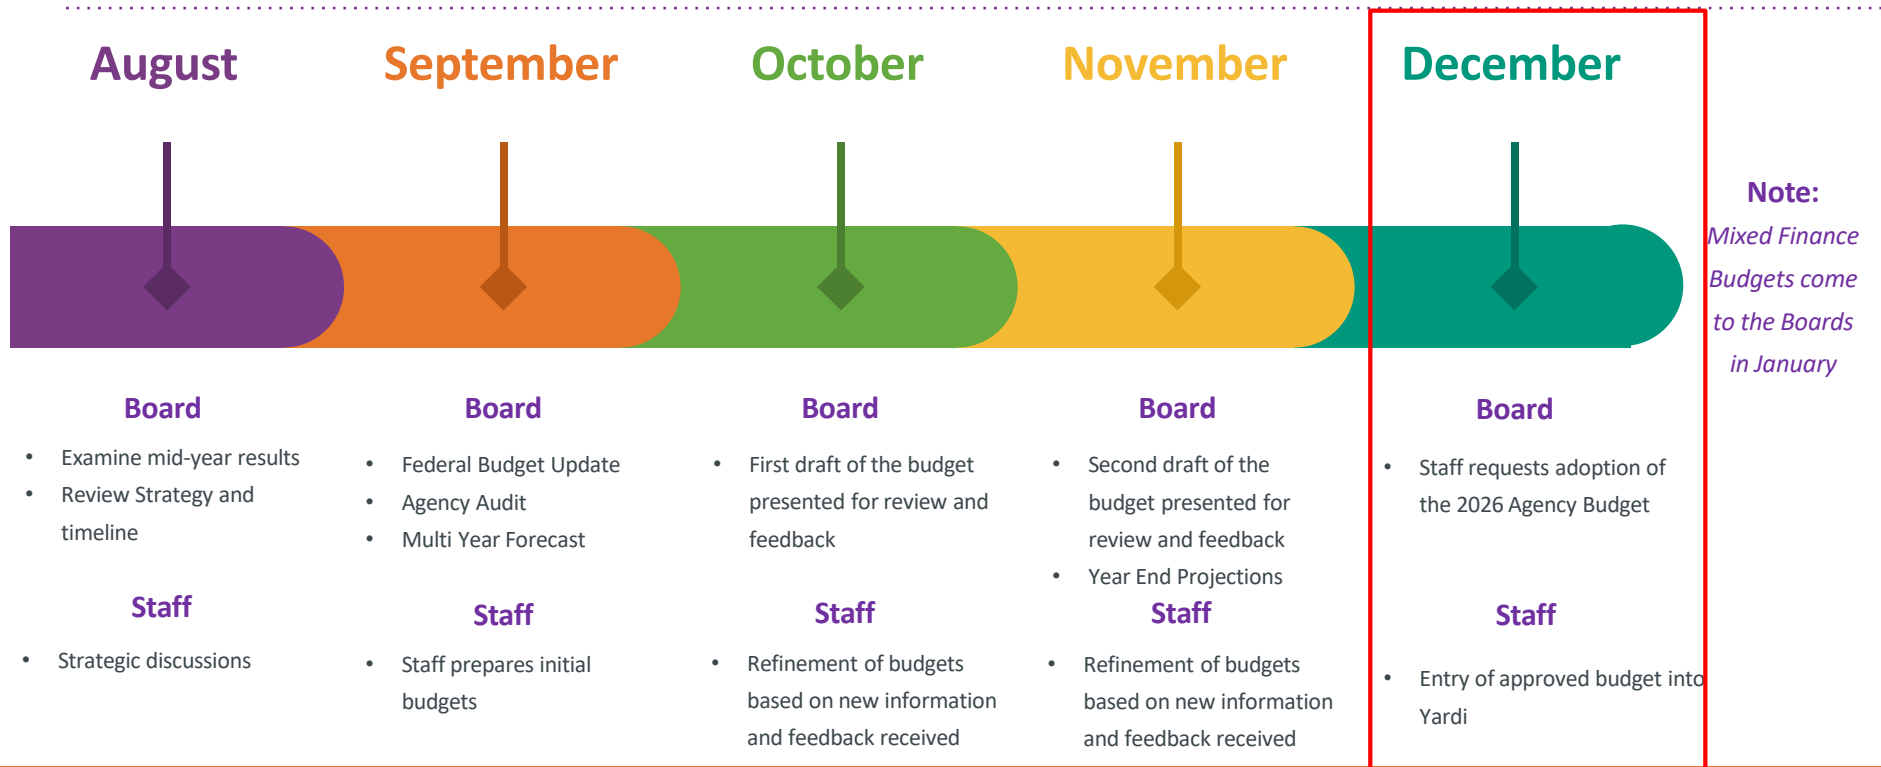 August
September
October
November
December
Note:
Mixed Finance
Budgets come
to the Boards
in January
Board
• Examine mid-year results
• Review Strategy and
timeline
Staff
• Strategic discussions
Board
• Federal Budget Update
• Agency Audit
• Multi Year Forecast
Staff
• Staff prepares initial
budgets
Board
• First draft of the budget
presented for review and
feedback
Staff
• Refinement of budgets
based on new information
and feedback received
Board
• Second draft of the
budget presented for
review and feedback
• Year End Projections
Staff
• Refinement of budgets
based on new information
and feedback received
Board
• Staff requests adoption of
the 2026 Agency Budget
Staff
• Entry of approved budget into
Yardi